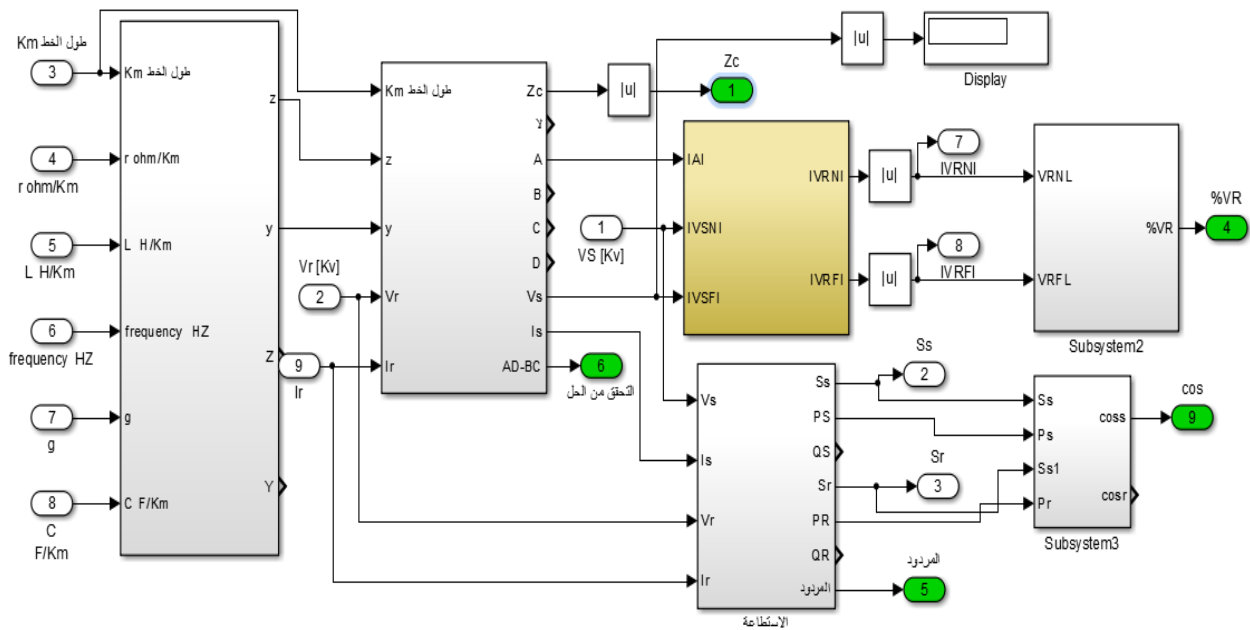 طول الخط Km
3
4
r ohm/Km
5
L H/Km
6
frequency HZ
7
g
8
C
F/Km
Km طول الخط
r ohm/Km
L H/Km
frequency HZ
g
C F/Km
z
y
Z
Y
Vr [Kv]
2
9
Ir
Km طول الخط
z
y
Vr
Ir
Zc
لا
A
B
C
D
Vs
Is
AD-BC
|u|
Zc
1
6
التحقق من الحل
1
VS [Kv]
|u|
Display
IAI
IVSNI
IVSFI
IVRNI
IVRFI
|u|
|u|
7
IVRNI
8
IVRFI
VRNL
VRFL
%VR
Subsystem2
%VR
4
Vs
Is
Vr
Ir
Ss
PS
QS
Sr
PR
QR
المردود
الاستطاعة
Ss
2
Sr
3
المردود
5
Ss
Ps
Ss1
Pr
coss
cosr
Subsystem3
cos
9